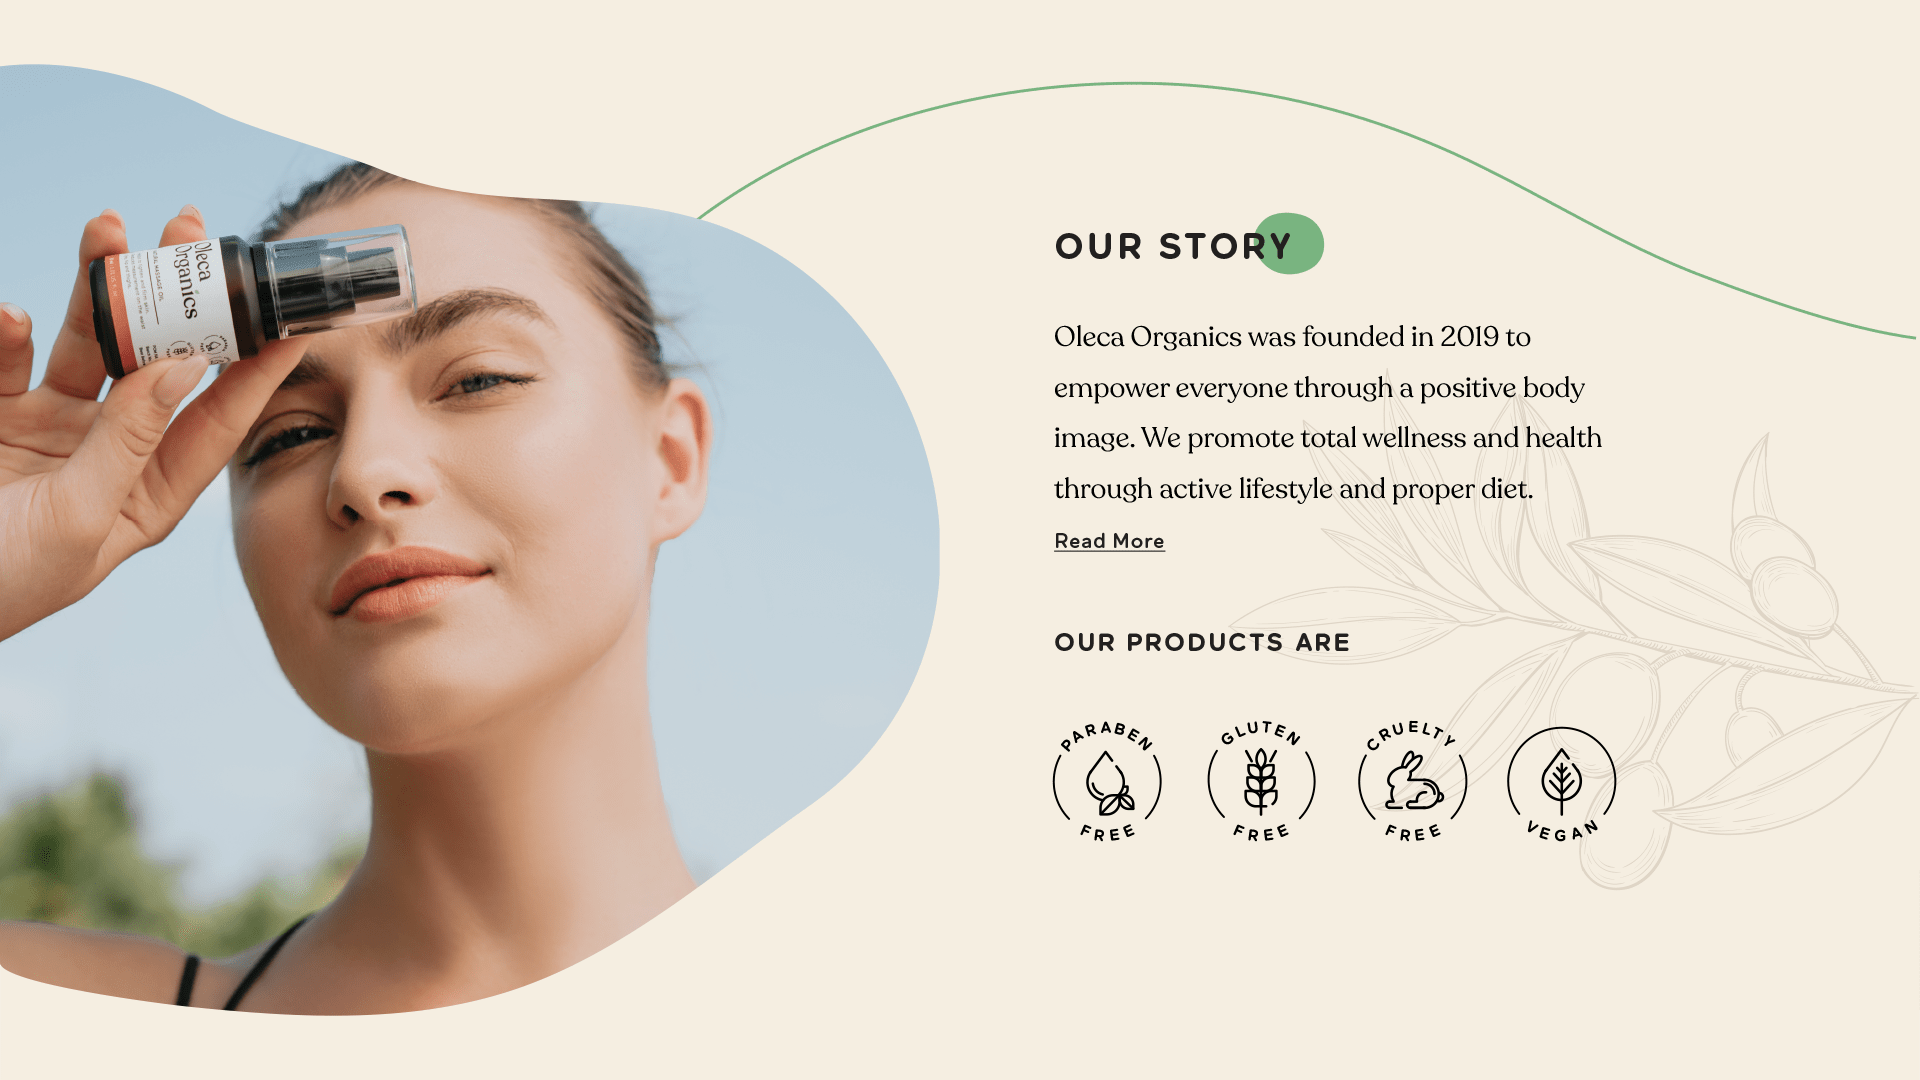 Oleca
Organics
OUR STORY
Oleca Organics was founded in 2019 to
empower everyone through a positive body
image. We promote total wellness and health
through active lifestyle and proper diet.
Read More
OUR PRODUCTS ARE
PARABEN
FREE
GLUTEN
FREE
CRUELTY
FREE
VEGAN